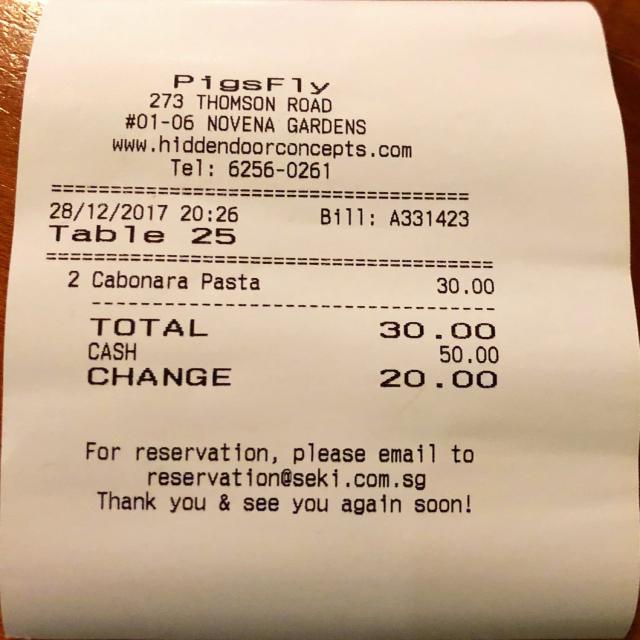 PigsFly
273 THOMSON ROAD
#01-06 NOVENA GARDENS
www.hiddendoorconcepts.com
Tel: 6256-0261
========================================
28/12/2017 20:26 Bill: A331423
Table 25
========================================
2 Cabonara Pasta 30.00
----------------------------------------
TOTAL 30.00
CASH 50.00
CHANGE 20.00
For reservation, please email to
reservation@seki.com.sg
Thank you & see you again soon!